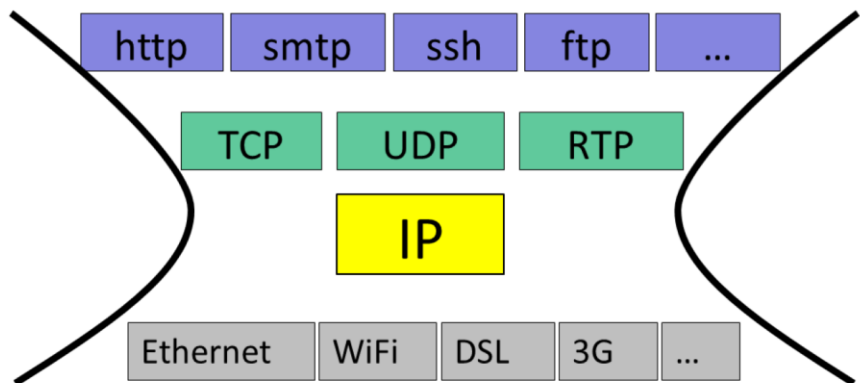 http smtp ssh ftp ...
TCP UDP RTP
IP
Ethernet WiFi DSL 3G ...